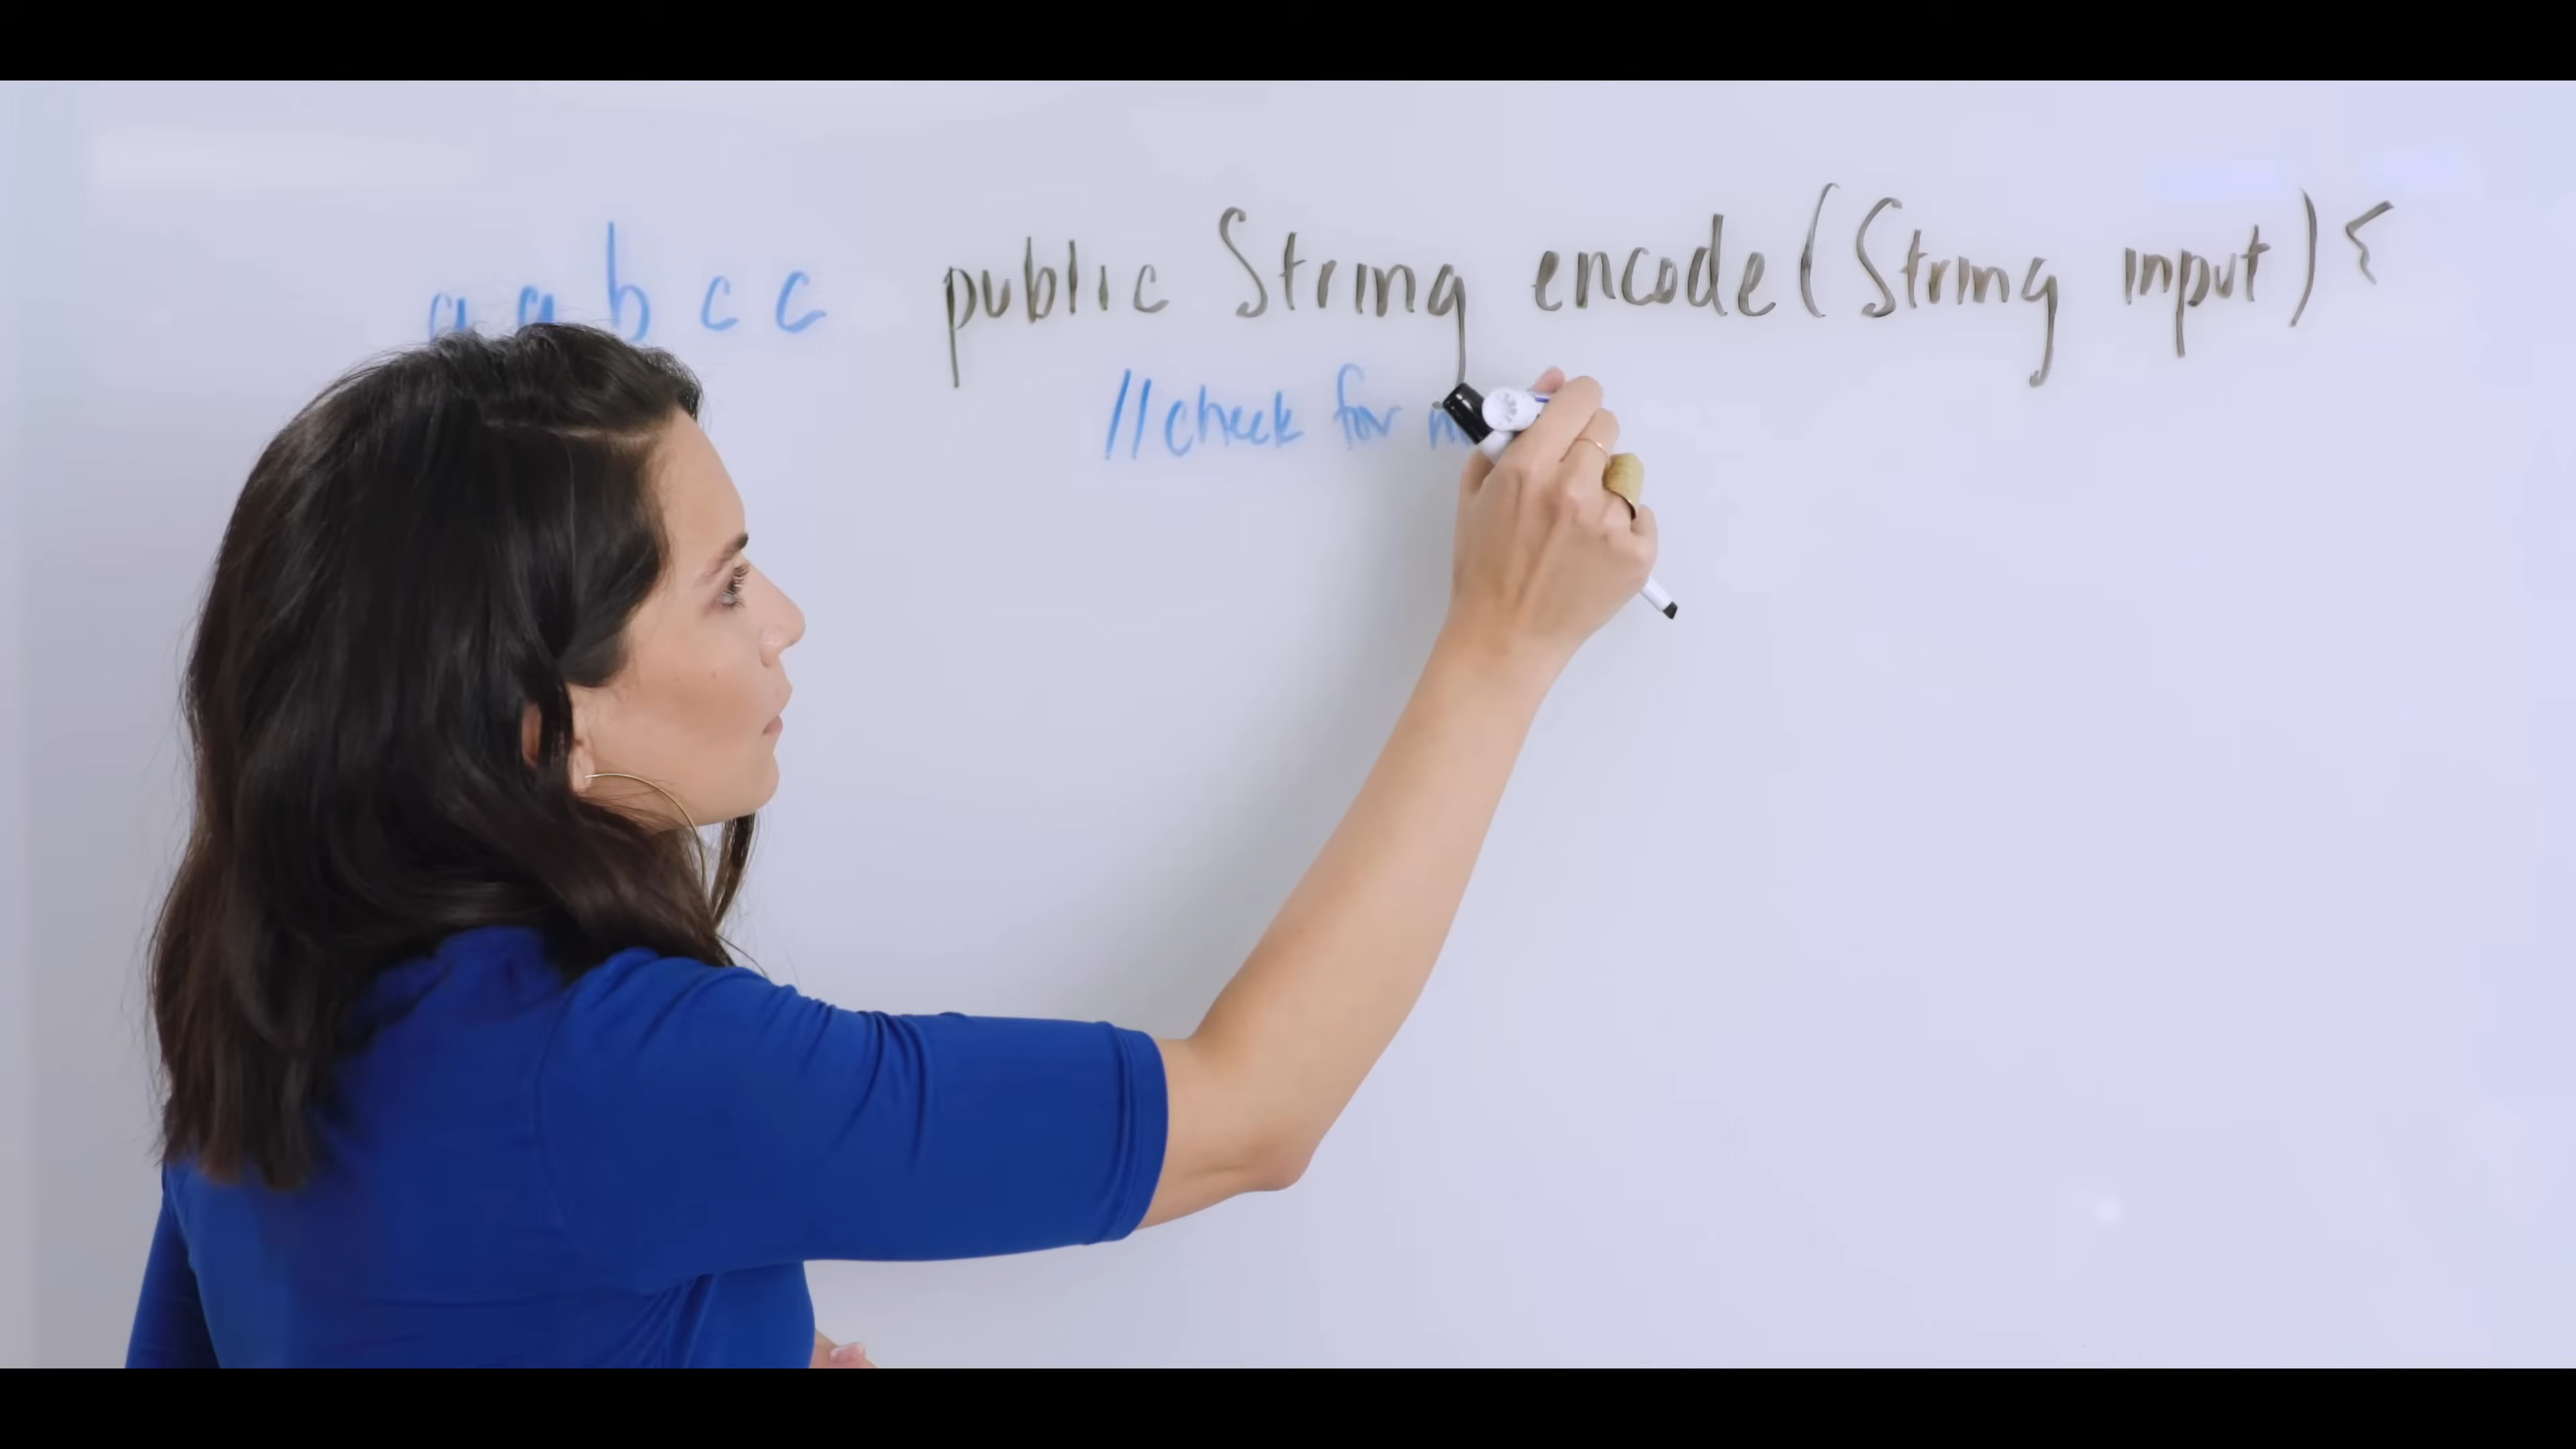 a a b c c public String encode(String input) {
//check for